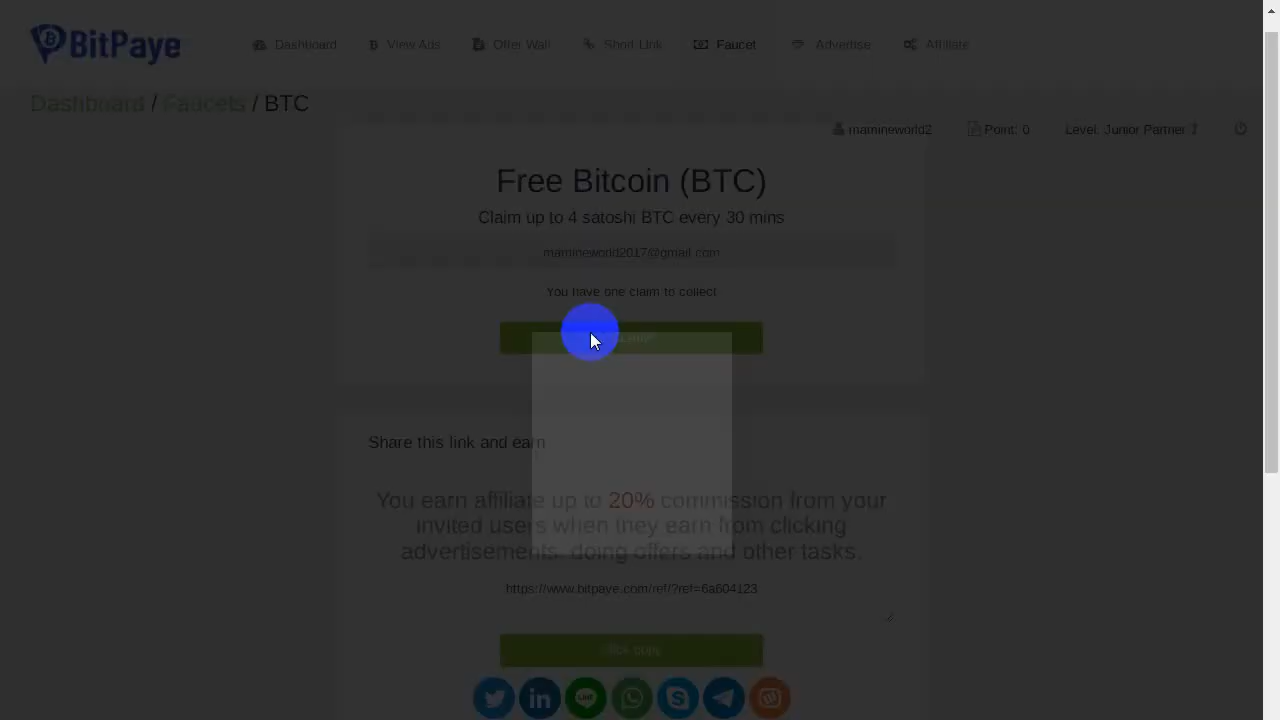 BitPaye
Dashboard View Ads Offer Wall Short Link Faucet Advertise Affiliate
Dashboard / Faucets / BTC
mamineworld2 Point: 0 Level: Junior Partner
Free Bitcoin (BTC)
Claim up to 4 satoshi BTC every 30 mins
mamineworld2017@gmail.com
You have one claim to collect
Share this link and earn
You earn affiliate up to 20% commission from your
invited users when they earn from clicking
advertisements, doing offers and other tasks.
https://www.bitpaye.com/ref/?ref=6a604123
click copy
LINE